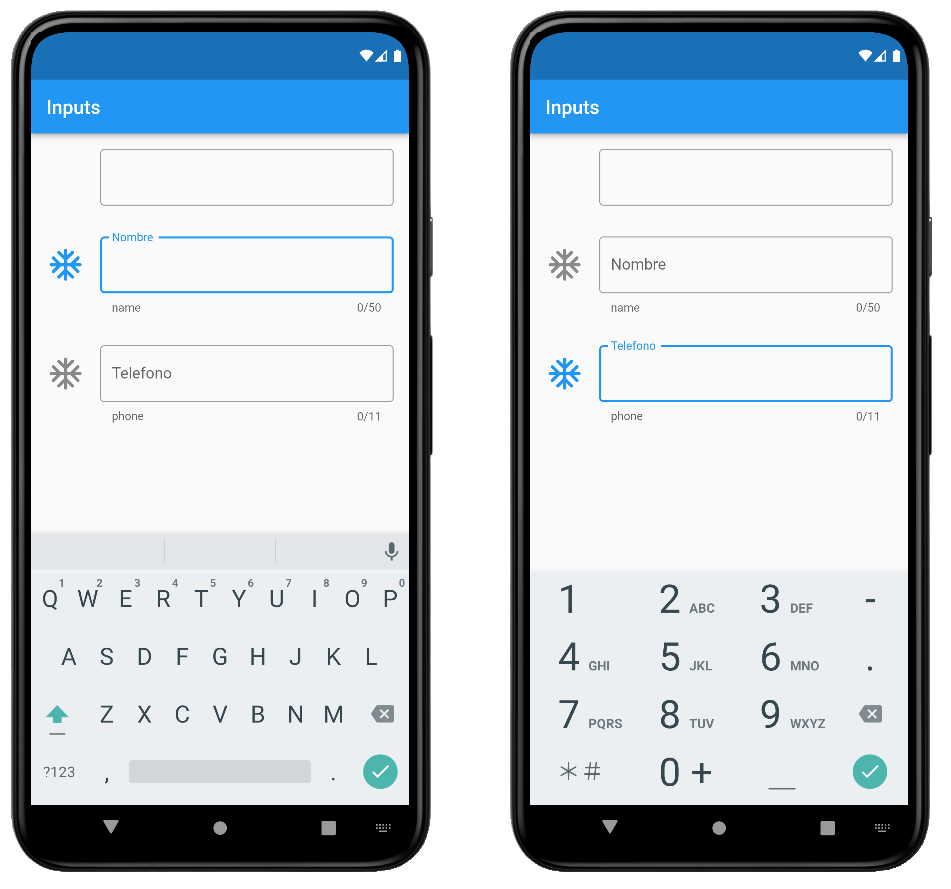 Inputs
Nombre
name 0/50
Telefono
phone 0/11
1 2 3 4 5 6 7 8 9 0
Q W E R T Y U I O P
A S D F G H J K L
Z X C V B N M
?123 , .
Inputs
Nombre
name 0/50
Telefono
phone 0/11
1 2 ABC 3 DEF -
4 GHI 5 JKL 6 MNO .
7 PQRS 8 TUV 9 WXYZ
*# 0 + _